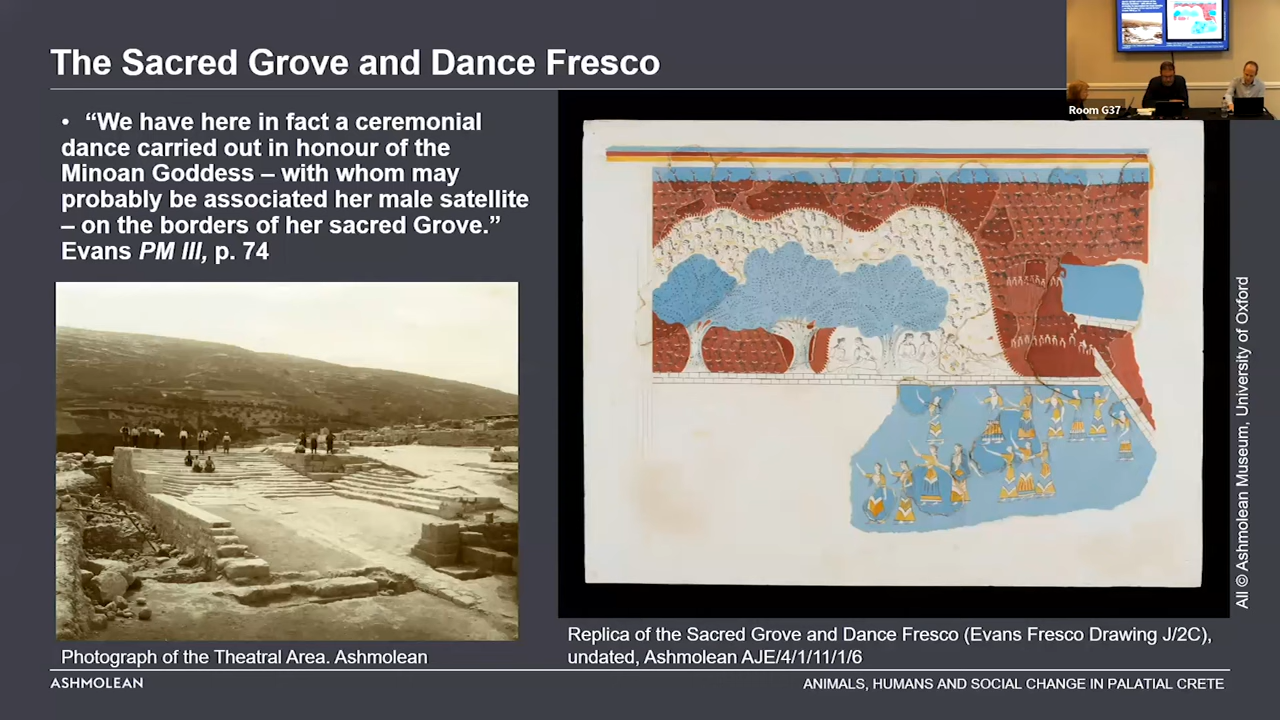 The Sacred Grove and Dance Fresco
• “We have here in fact a ceremonial
dance carried out in honour of the
Minoan Goddess – with whom may
probably be associated her male satellite
– on the borders of her sacred Grove.”
Evans PM III, p. 74
Photograph of the Theatral Area. Ashmolean
Replica of the Sacred Grove and Dance Fresco (Evans Fresco Drawing J/2C),
undated, Ashmolean AJE/4/1/11/1/6
All © Ashmolean Museum, University of Oxford
Room G37
ASHMOLEAN
ANIMALS, HUMANS AND SOCIAL CHANGE IN PALATIAL CRETE